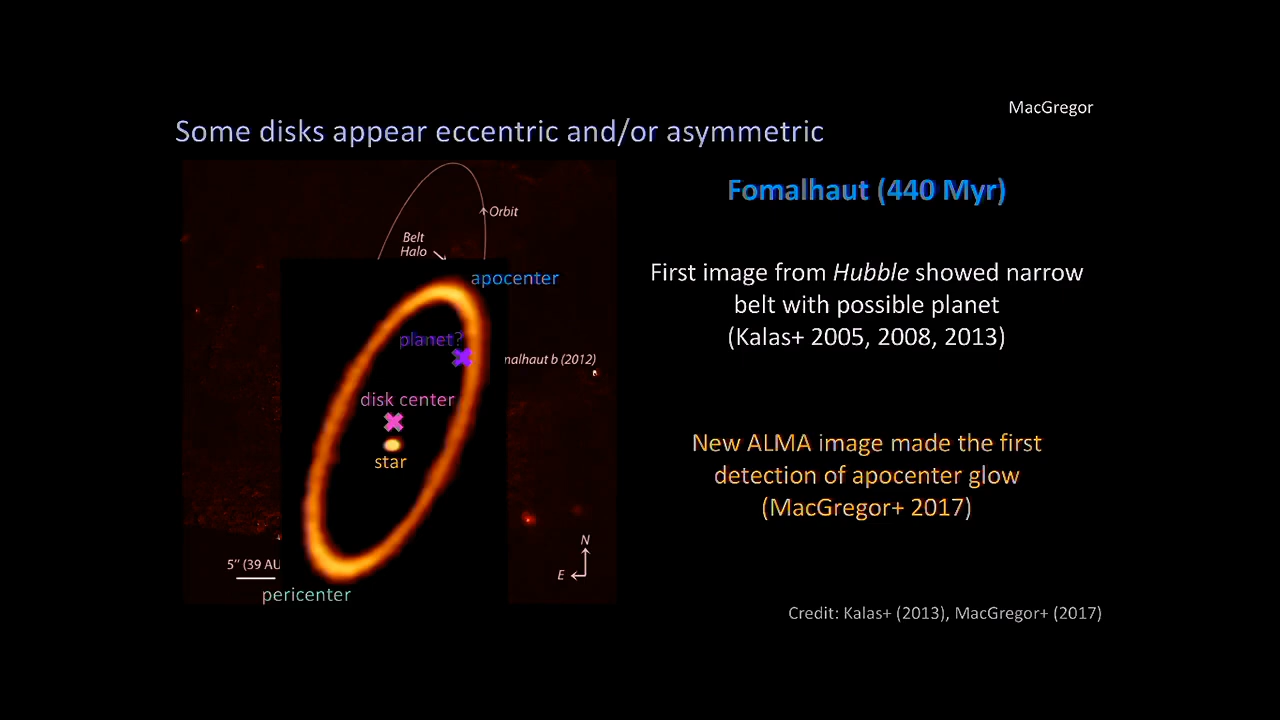 MacGregor
Some disks appear eccentric and/or asymmetric
Orbit
Belt
Halo
apocenter
planet?
nalhaut b (2012)
disk center
star
5" (39 AU
N
E
pericenter
Fomalhaut (440 Myr)
First image from Hubble showed narrow
belt with possible planet
(Kalas+ 2005, 2008, 2013)
New ALMA image made the first
detection of apocenter glow
(MacGregor+ 2017)
Credit: Kalas+ (2013), MacGregor+ (2017)